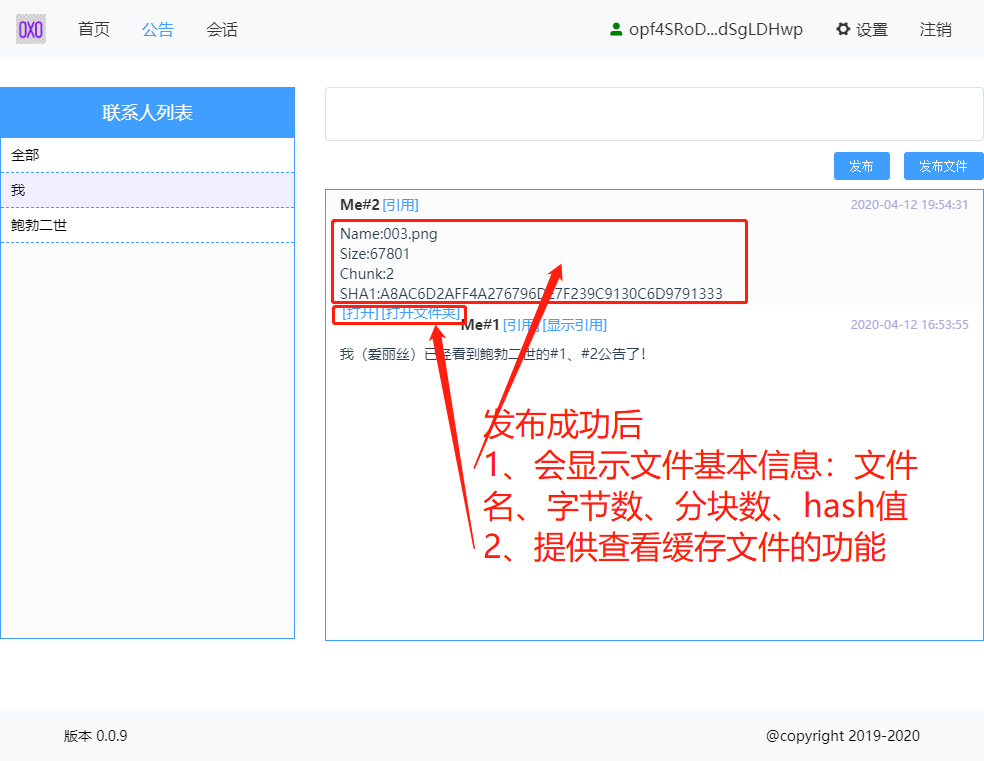 OXO
首页
公告
会话
opf4SRoD...dSgLDHwp
设置
注销
联系人列表
全部
我
鲍勃二世
发布
发布文件
Me#2 [引用]
2020-04-12 19:54:31
Name:003.png
Size:67801
Chunk:2
SHA1:A8AC6D2AFF4A276796DE7F239C9130C6D9791333
[打开] [打开文件夹]
Me#1 [引用] [显示引用]
2020-04-12 16:53:55
我（爱丽丝）已经看到鲍勃二世的#1、#2公告了！
发布成功后
1、会显示文件基本信息：文件
名、字节数、分块数、hash值
2、提供查看缓存文件的功能
版本 0.0.9
@copyright 2019-2020